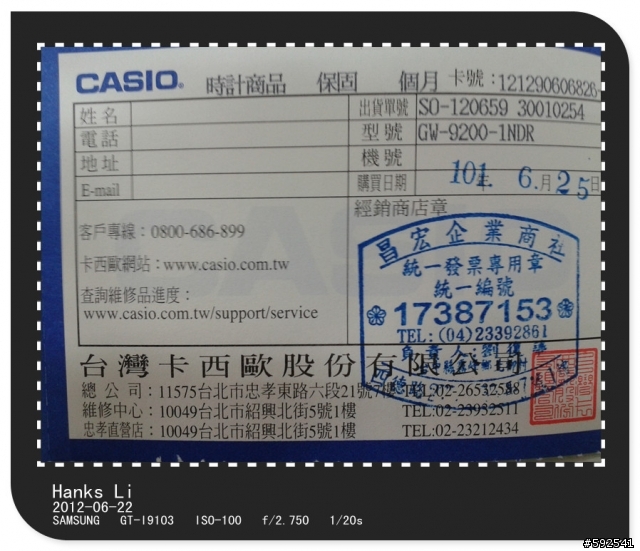 CASIO. 時計商品 保固 個月 卡號:121290606826
姓名
電話
地址
E-mail
出貨單號 SO-120659 30010254
型號 GW-9200-1NDR
機號
購買日期 101年 6.月25日
經銷商店章
客戶專線:0800-686-899
卡西歐網站:www.casio.com.tw
查詢維修品進度:
www.casio.com.tw/support/service
昌宏企業商社
統一發票專用章
統一編號
17387153
TEL:(04)23392861
台灣卡西歐股份有限公司
總公司:11575台北市忠孝東路六段21號7樓 TEL:02-26532588
維修中心:10049台北市紹興北街5號1樓 TEL:02-23932511
忠孝直營店:10049台北市紹興北街5號1樓 TEL:02-23212434
Hanks Li
2012-06-22
SAMSUNG GT-I9103 ISO-100 f/2.750 1/20s
#592541